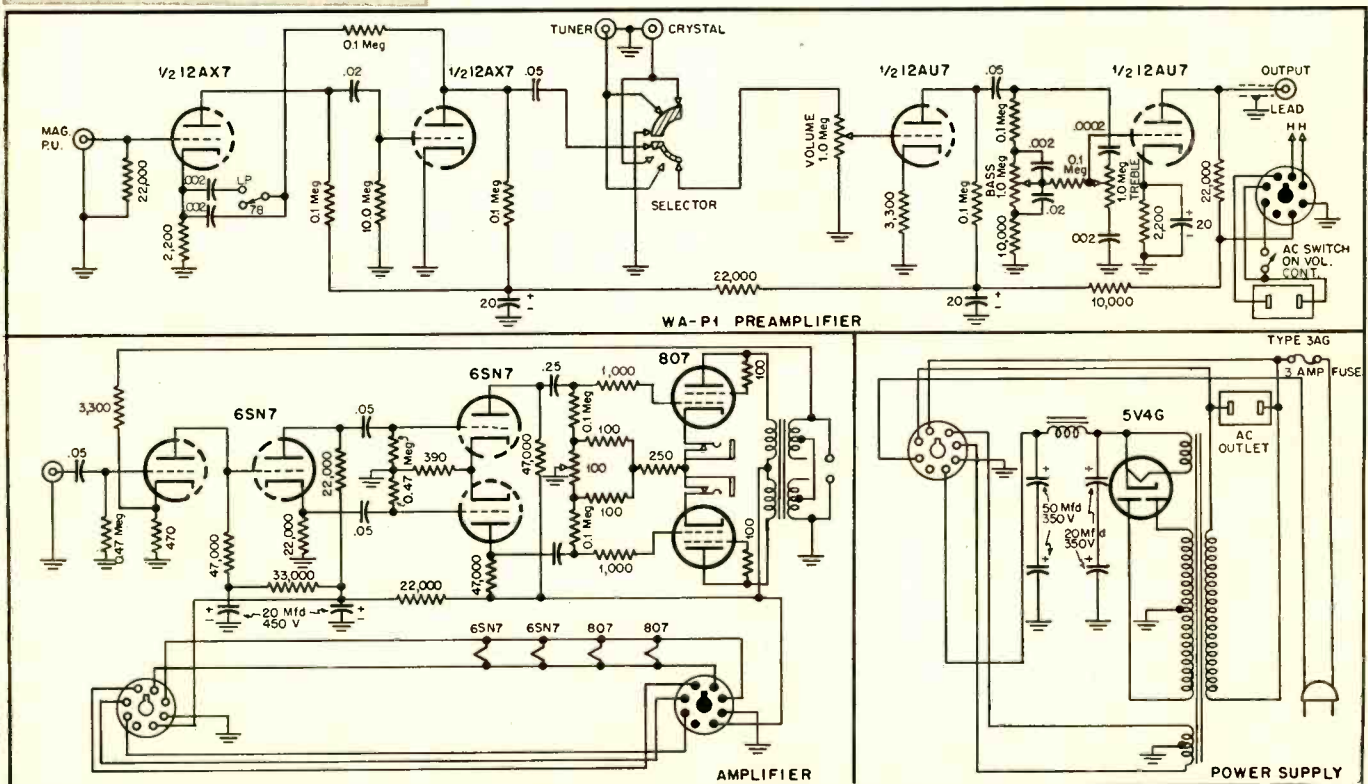 TUNER
CRYSTAL
0.1 Meg
1/2 12AX7
.02
1/2 12AX7
.05
1/2 12AU7
.05
1/2 12AU7
OUTPUT
LEAD
H H
MAG.
P.U.
22,000
.002
LP
.002
78
2,200
0.1 Meg
10.0 Meg
0.1 Meg
SELECTOR
VOLUME
1.0 Meg
3,300
0.1 Meg
0.1 Meg
BASS
1.0 Meg
10,000
.002
.02
0.1
Meg
.0002
1.0 Meg
TREBLE
.002
2,200
20
22,000
AC SWITCH
ON VOL.
CONT.
20
22,000
20
10,000
WA-P1 PREAMPLIFIER
3,300
6SN7
6SN7
.25
1,000
807
100
.05
.05
22,000
0.47 Meg
390
47,000
0.1 Meg
100
100
100
250
0.47 Meg
470
47,000
22,000
.05
0.1 Meg
1,000
100
33,000
22,000
47,000
20 Mfd
450 V
6SN7
6SN7
807
807
AMPLIFIER
TYPE 3AG
3 AMP FUSE
5V4G
AC
OUTLET
50 Mfd
350 V
20 Mfd
350V
POWER SUPPLY